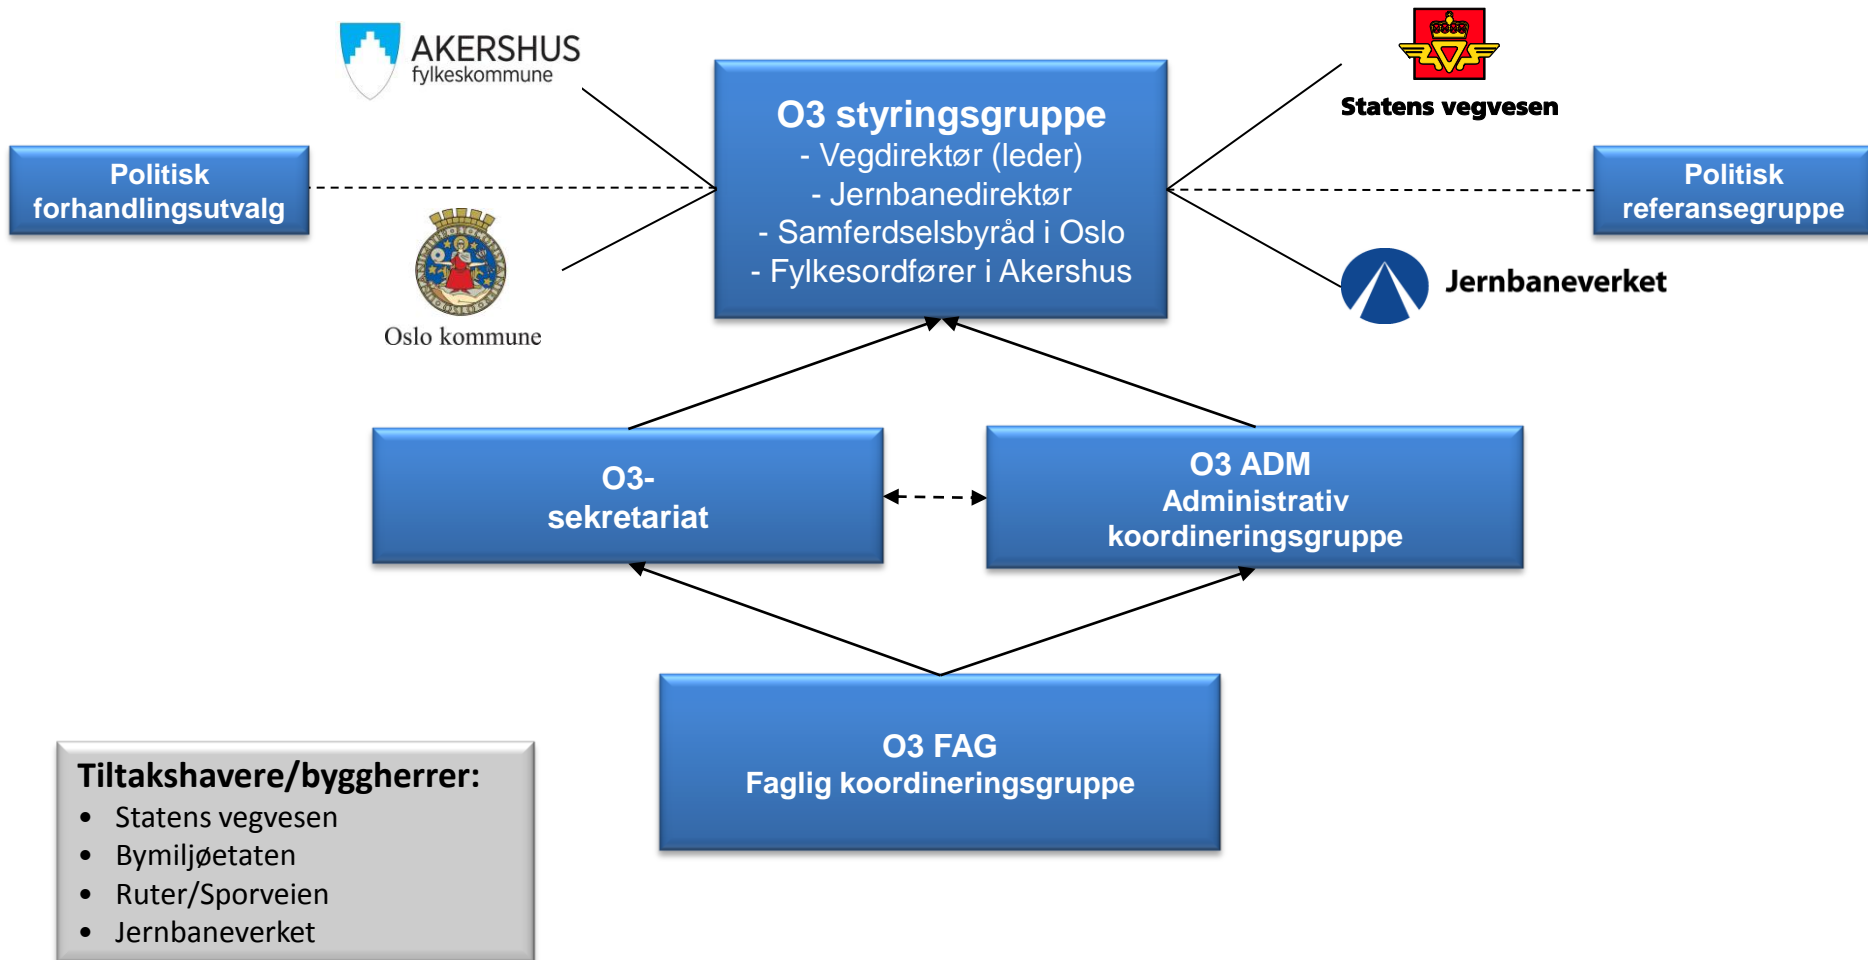 AKERSHUS
fylkeskommune
Statens vegvesen
O3 styringsgruppe
- Vegdirektør (leder)
- Jernbanedirektør
- Samferdselsbyråd i Oslo
- Fylkesordfører i Akershus
Politisk
forhandlingsutvalg
Politisk
referansegruppe
Oslo kommune
Jernbaneverket
O3-
sekretariat
O3 ADM
Administrativ
koordineringsgruppe
O3 FAG
Faglig koordineringsgruppe
Tiltakshavere/byggherrer:
• Statens vegvesen
• Bymiljøetaten
• Ruter/Sporveien
• Jernbaneverket